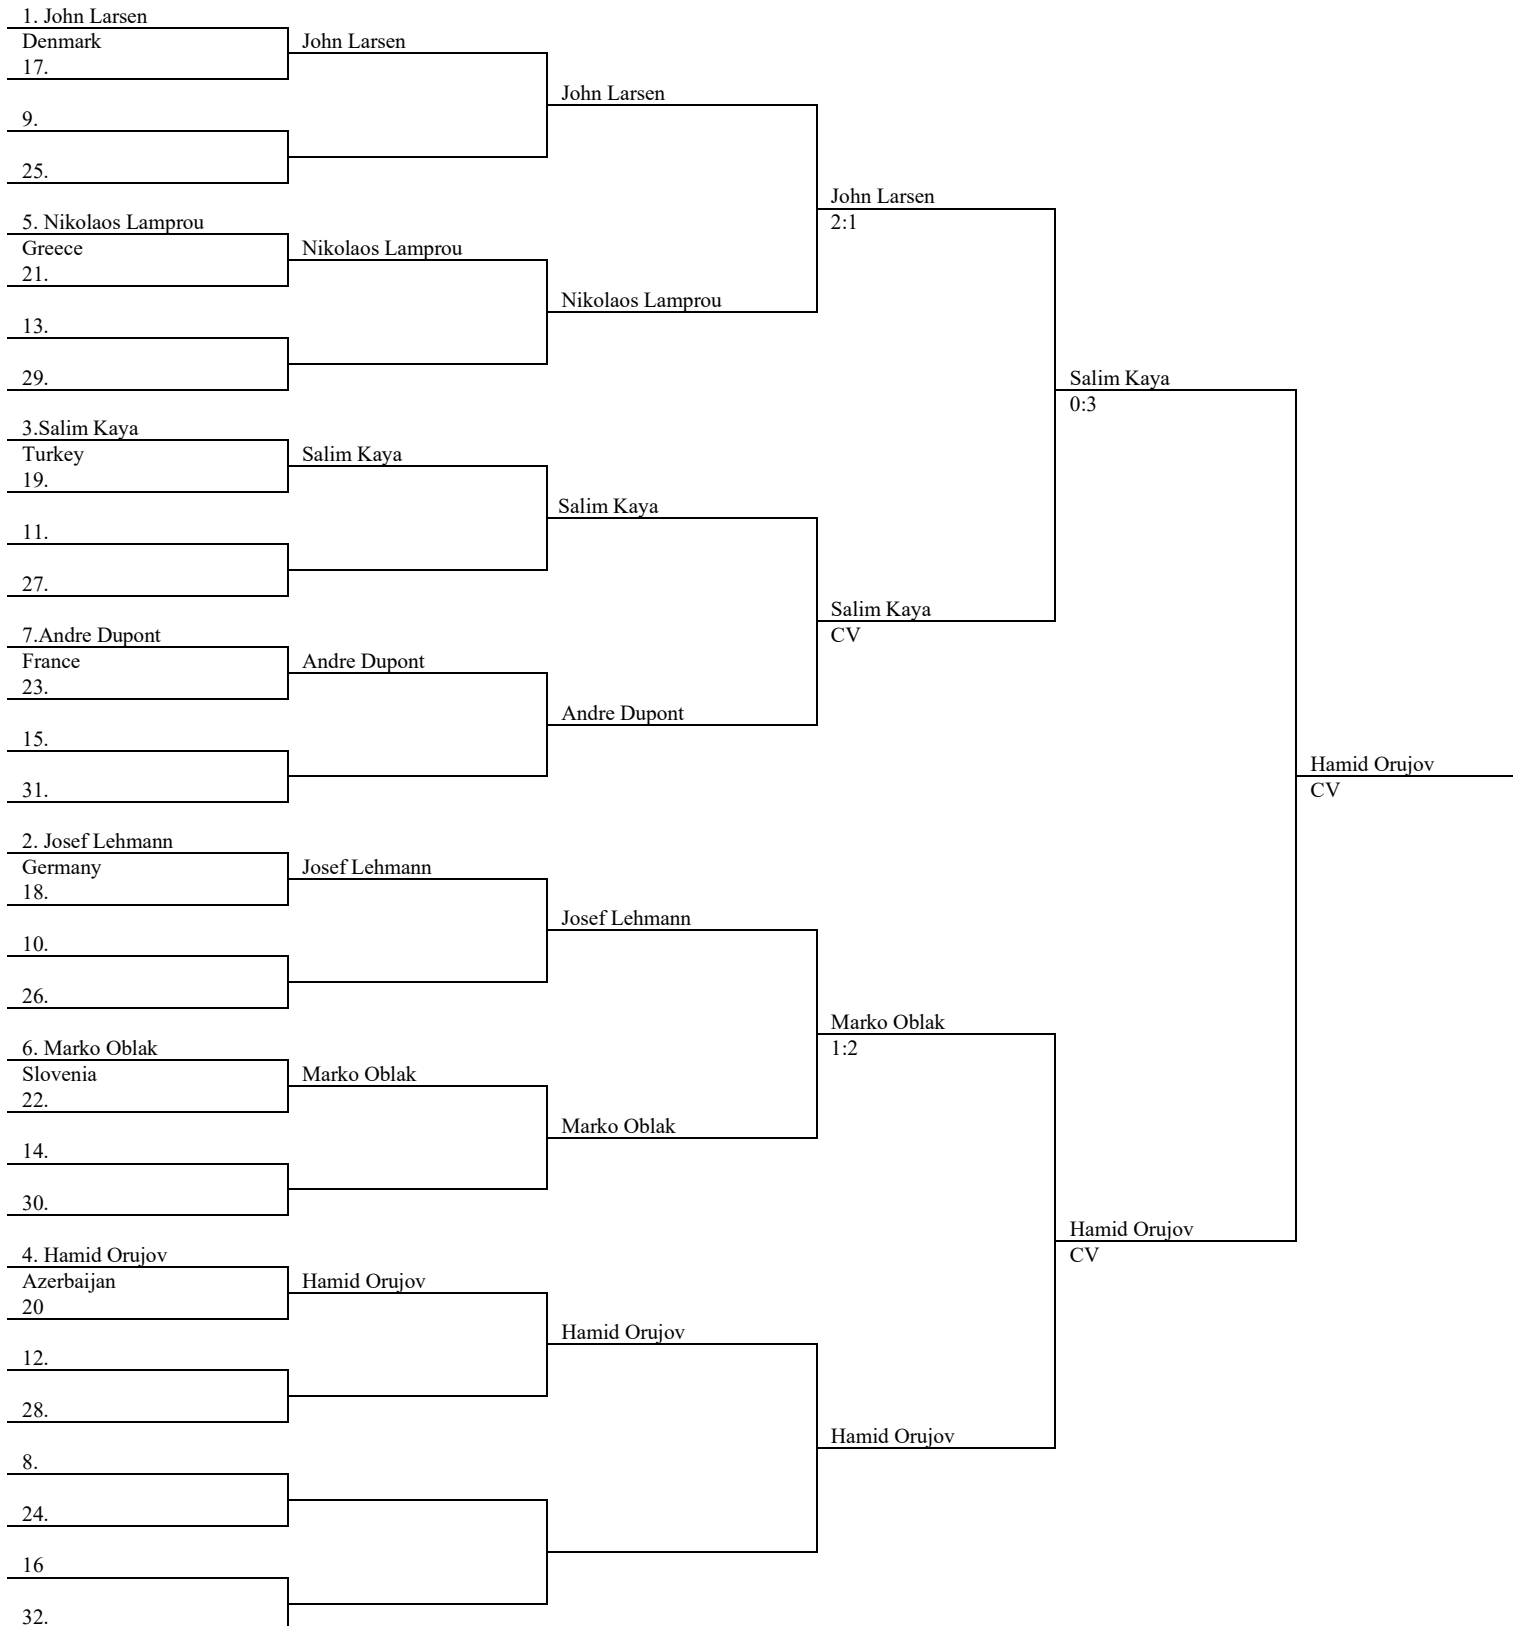 1. John Larsen
Denmark
17.
9.
25.
5. Nikolaos Lamprou
Greece
21.
13.
29.
3.Salim Kaya
Turkey
19.
11.
27.
7.Andre Dupont
France
23.
15.
31.
2. Josef Lehmann
Germany
18.
10.
26.
6. Marko Oblak
Slovenia
22.
14.
30.
4. Hamid Orujov
Azerbaijan
20
12.
28.
8.
24.
16
32.
John Larsen
Nikolaos Lamprou
Salim Kaya
Andre Dupont
Josef Lehmann
Marko Oblak
Hamid Orujov
John Larsen
Nikolaos Lamprou
Salim Kaya
Andre Dupont
Josef Lehmann
Marko Oblak
Hamid Orujov
John Larsen
2:1
Salim Kaya
CV
Marko Oblak
1:2
Hamid Orujov
Salim Kaya
0:3
Hamid Orujov
CV
Hamid Orujov
CV